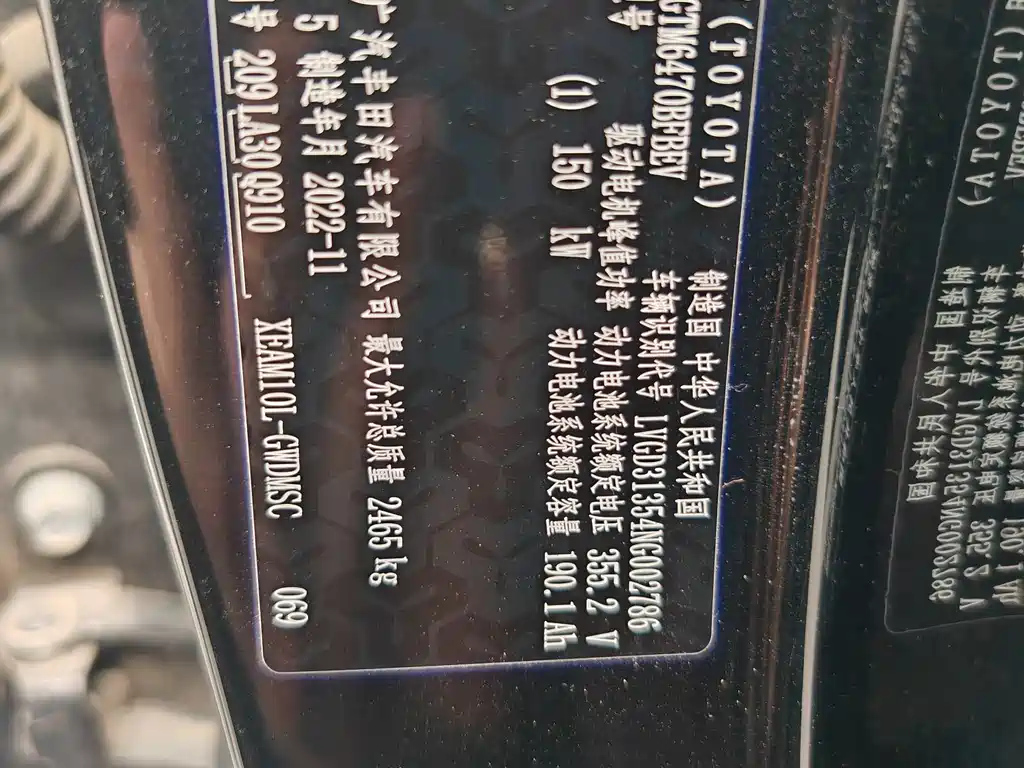 (TOYOTA) 制造国 中华人民共和国
GTM6470BFBEV 车辆识别代号 LVGD31354NG002786
号 驱动电机峰值功率 动力电池系统额定电压 355.2 V
(1) 150 kW 动力电池系统额定容量 190.1Ah
广汽丰田汽车有限公司 最大允许总质量 2465 kg
5 制造年月 2022-11
号 209LA30Q910 XEAM10L-GWDMSC 069